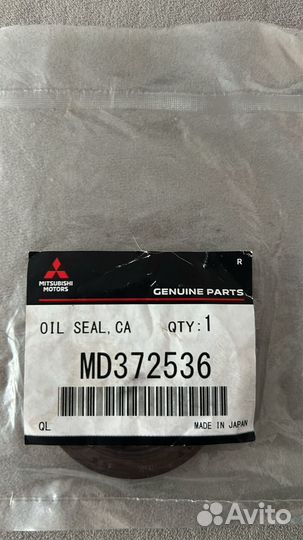 R
MITSUBISHI
MOTORS
GENUINE PARTS
OIL SEAL, CA QTY:1
MD372536
QL MADE IN JAPAN
Avito